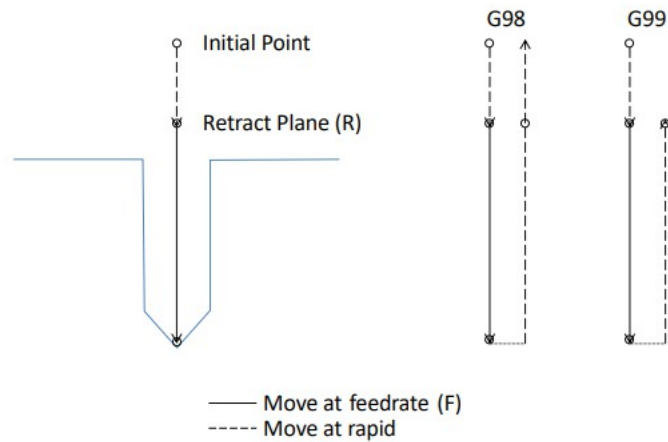 G98
G99
Initial Point
Retract Plane (R)
Move at feedrate (F)
Move at rapid